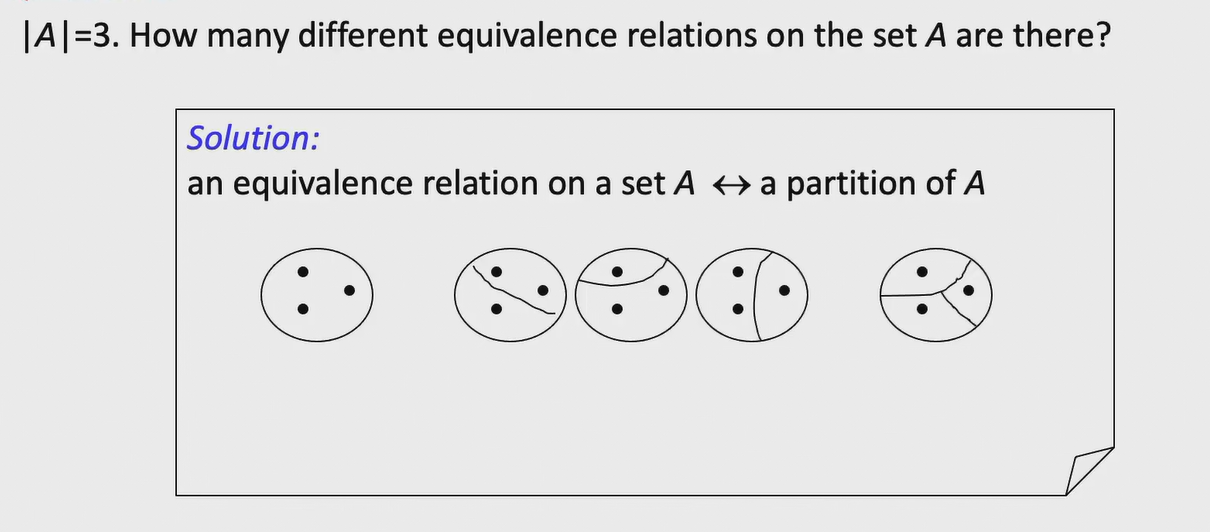 |A|=3. How many different equivalence relations on the set A are there?
Solution:
an equivalence relation on a set A ↔ a partition of A